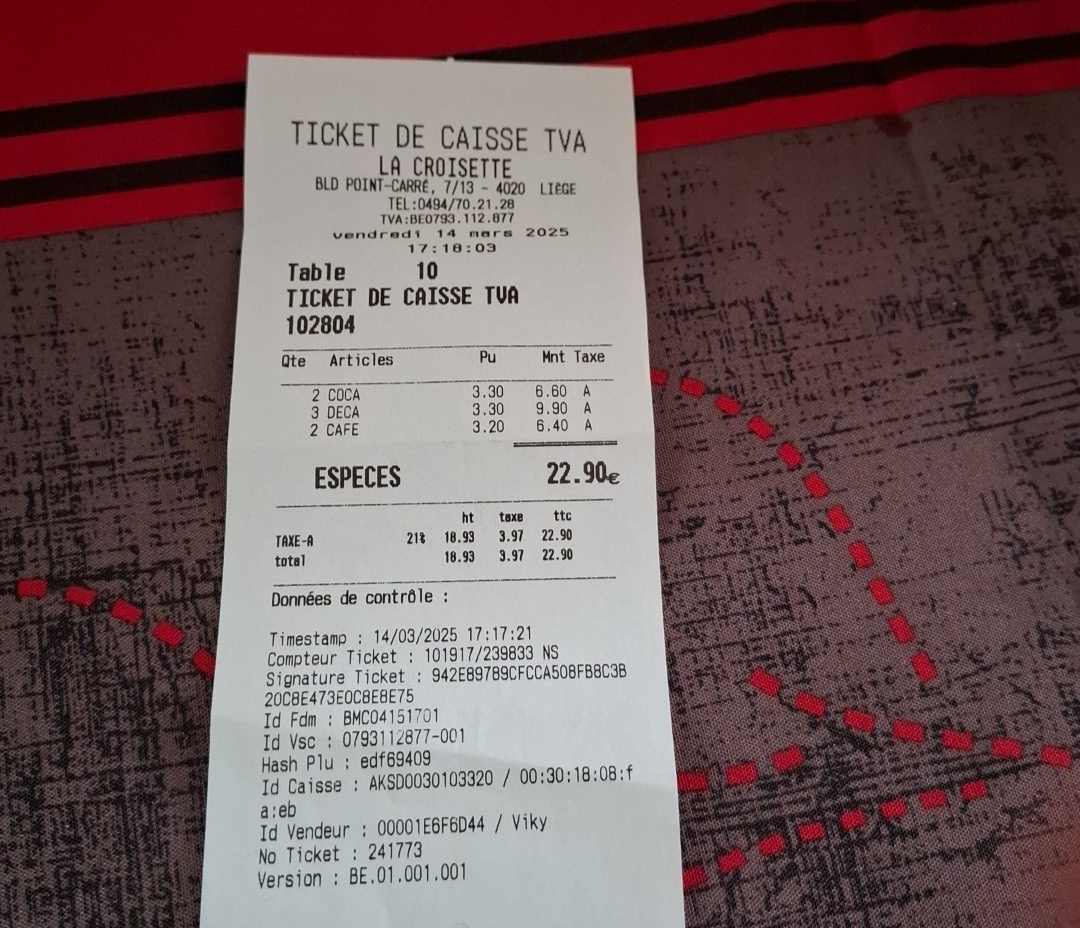 TICKET DE CAISSE TVA
LA CROISETTE
BLD POINT-CARRÉ, 7/13 - 4020 LIÈGE
TEL:0494/70.21.28
TVA:BE0793.112.877
vendredi 14 mars 2025
17:18:03
Table 10
TICKET DE CAISSE TVA
102804
Qte Articles Pu Mnt Taxe
2 COCA 3.30 6.60 A
3 DECA 3.30 9.90 A
2 CAFE 3.20 6.40 A
ESPECES 22.90€
ht taxe ttc
TAXE-A 21% 18.93 3.97 22.90
total 18.93 3.97 22.90
Données de contrôle :
Timestamp : 14/03/2025 17:17:21
Compteur Ticket : 101917/239833 NS
Signature Ticket : 942E89789CFCCA508FB8C3B
20C8E473E0C8E8E75
Id Fdm : BMC04151701
Id Vsc : 0793112877-001
Hash Plu : edf69409
Id Caisse : AKSD0030103320 / 00:30:18:08:f
a:eb
Id Vendeur : 00001E6F6D44 / Viky
No Ticket : 241773
Version : BE.01.001.001